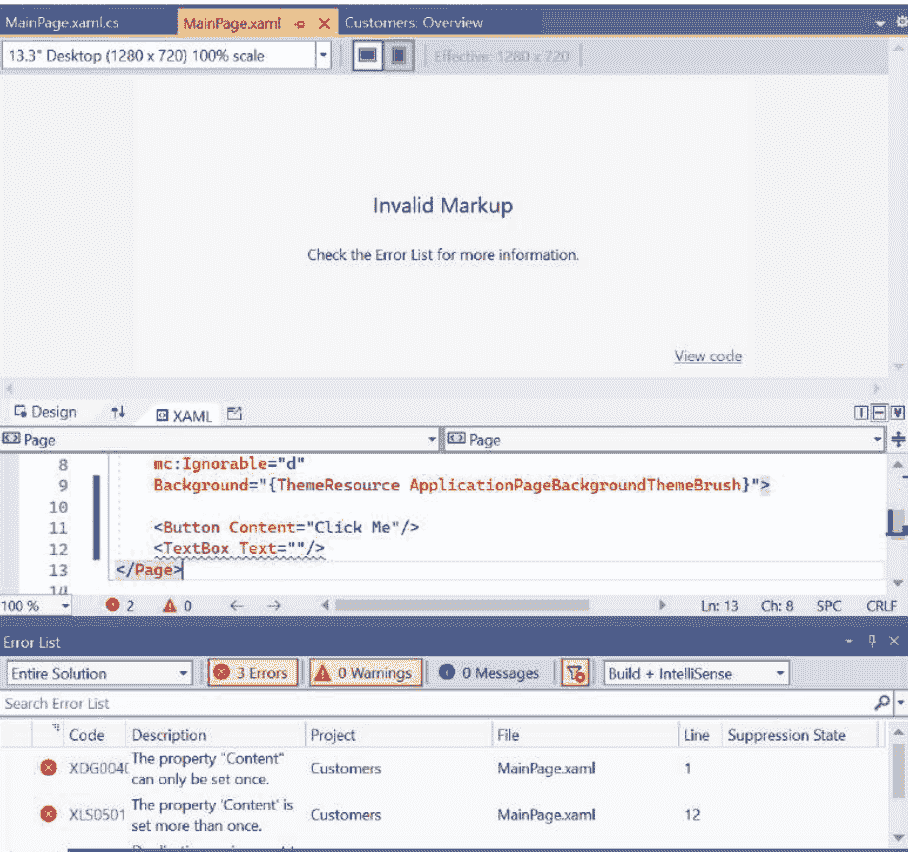 MainPage.xaml.cs MainPage.xaml Customers: Overview
13.3" Desktop (1280 x 720) 100% scale Effective: 1280 x 720
Invalid Markup
Check the Error List for more information.
View code
Design XAML
Page Page
8 mc:Ignorable="d"
9 Background="{ThemeResource ApplicationPageBackgroundThemeBrush}">
10
11 <Button Content="Click Me"/>
12 <TextBox Text=""/>
13 </Page>
14
100 % 2 0 Ln: 13 Ch: 8 SPC CRLF
Error List
Entire Solution 3 Errors 0 Warnings 0 Messages Build + IntelliSense
Search Error List
Code Description Project File Line Suppression State
XDG004 The property "Content" can only be set once. Customers MainPage.xaml 1
XLS0501 The property 'Content' is set more than once. Customers MainPage.xaml 12